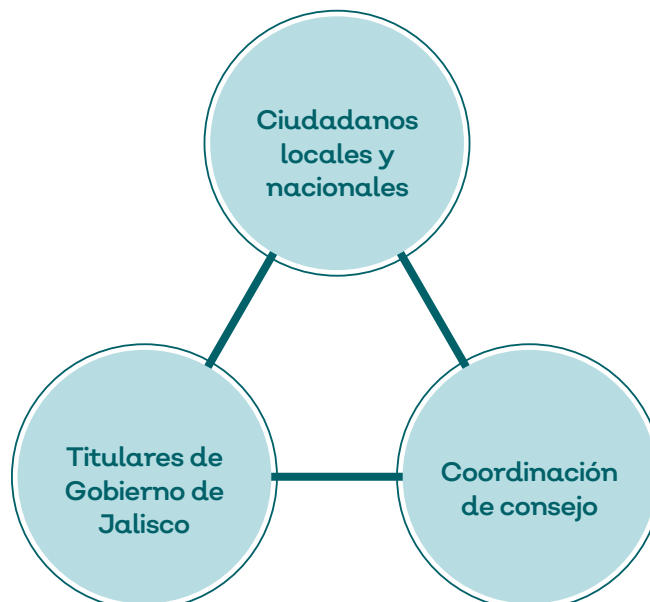 Ciudadanos
locales y
nacionales
Titulares de
Gobierno de
Jalisco
Coordinación
de consejo